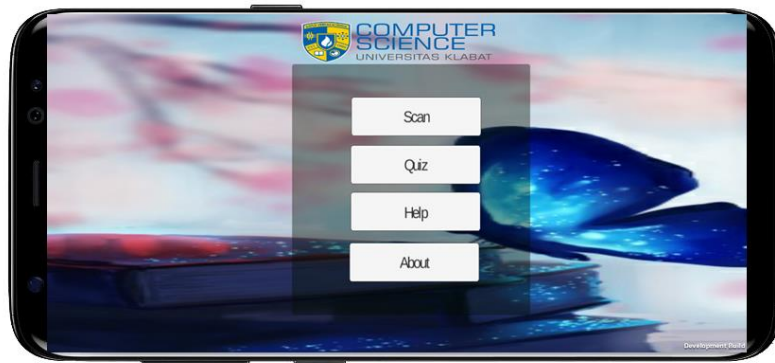 COMPUTER
SCIENCE
UNIVERSITAS KLABAT
Scan
Quiz
Help
About
Development Build